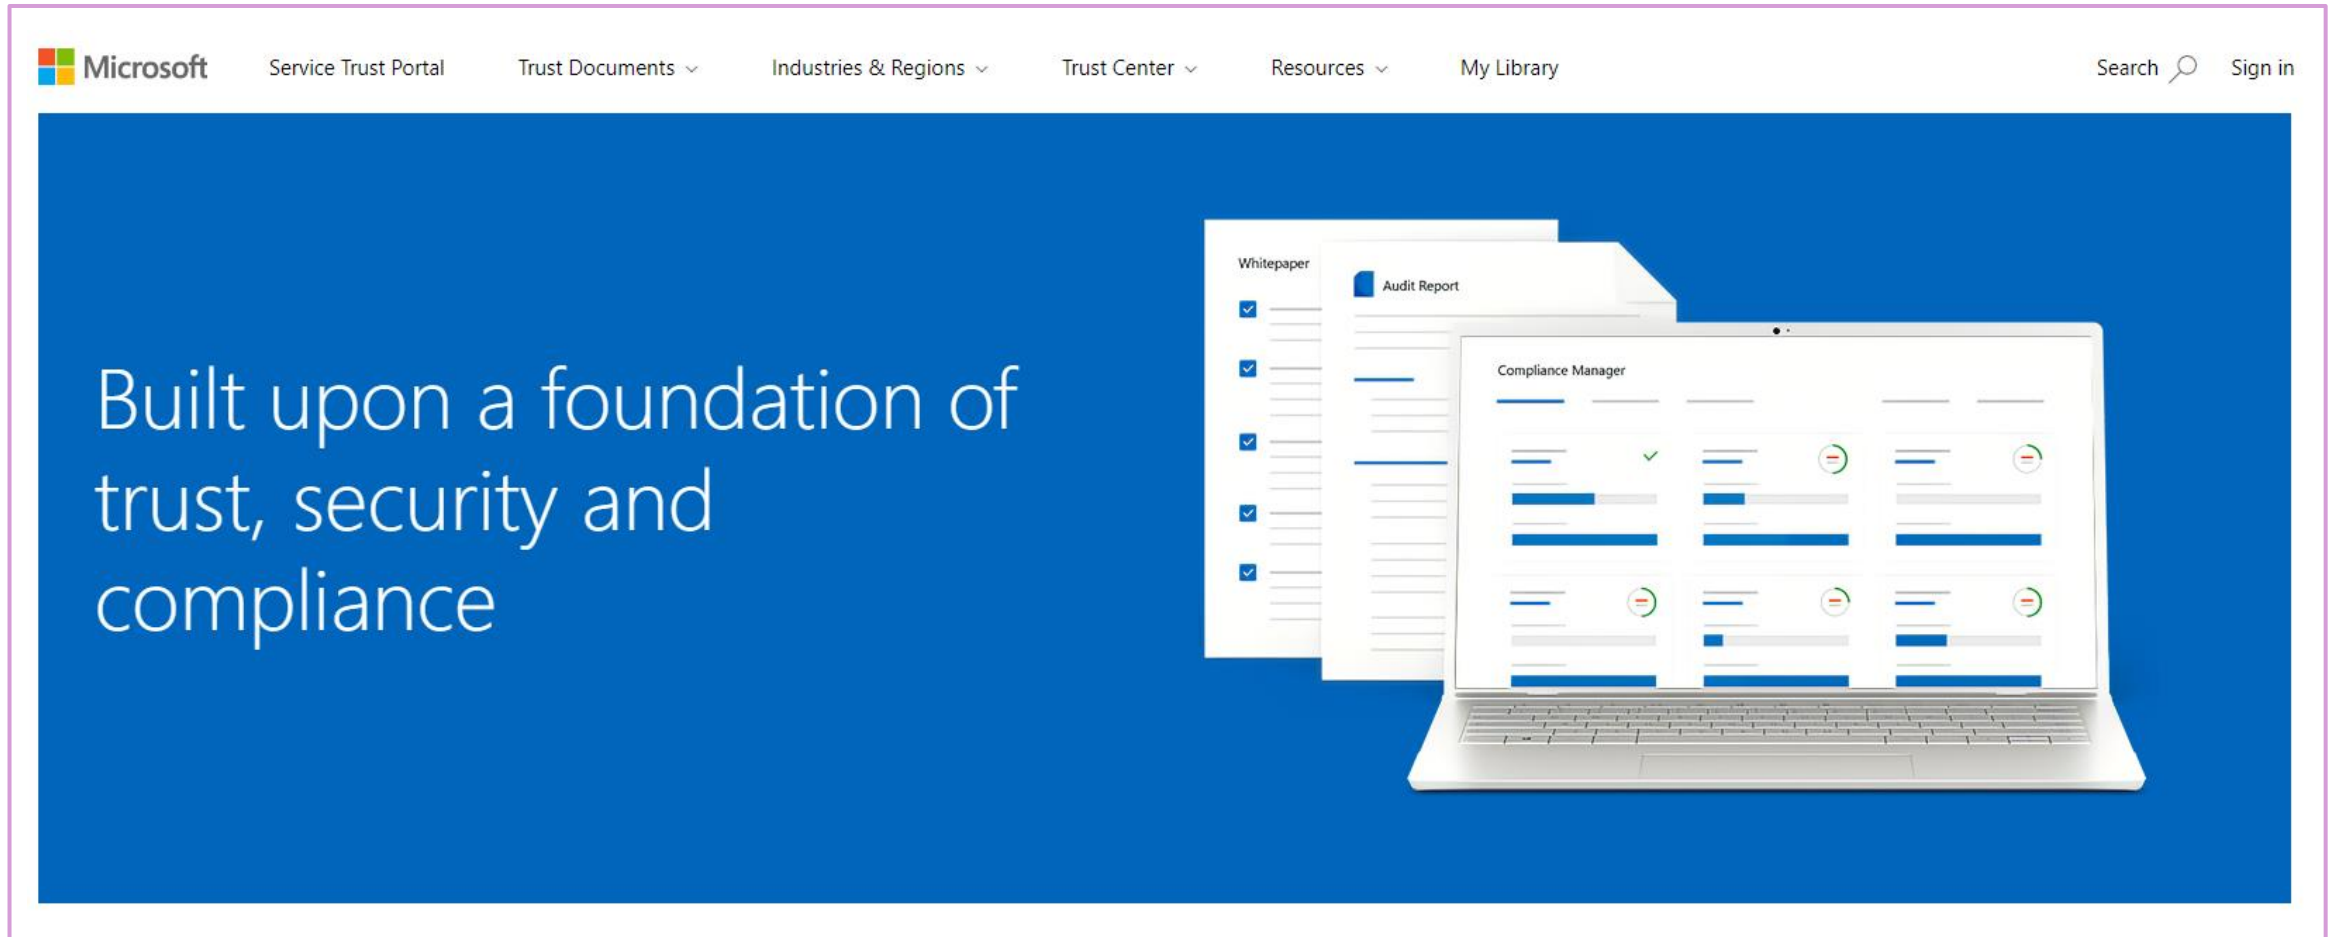 Microsoft Service Trust Portal Trust Documents Industries & Regions Trust Center Resources My Library Search Sign in
Built upon a foundation of
trust, security and
compliance
Whitepaper
Audit Report
Compliance Manager